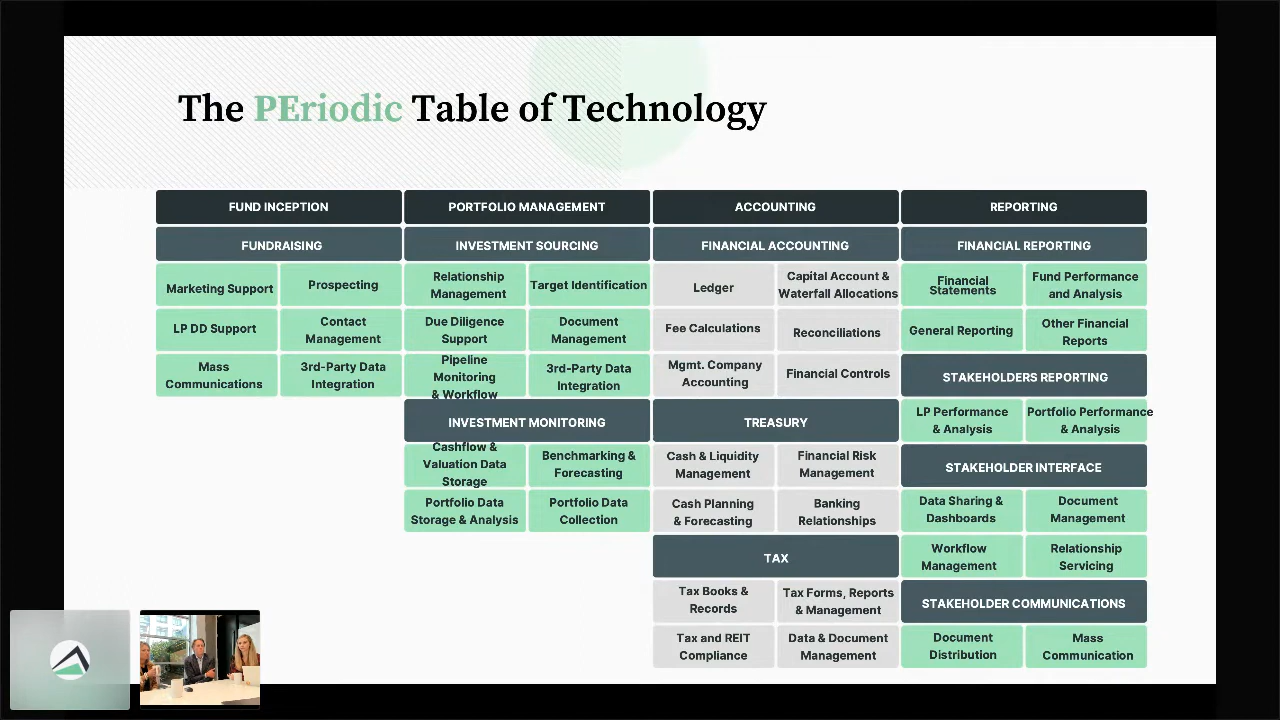 The PEriodic Table of Technology
FUND INCEPTION
PORTFOLIO MANAGEMENT
ACCOUNTING
REPORTING
FUNDRAISING
INVESTMENT SOURCING
FINANCIAL ACCOUNTING
FINANCIAL REPORTING
Marketing Support
Prospecting
Relationship
Management
Target Identification
Ledger
Capital Account &
Waterfall Allocations
Financial
Statements
Fund Performance
and Analysis
LP DD Support
Contact
Management
Due Diligence
Support
Document
Management
Fee Calculations
Reconciliations
General Reporting
Other Financial
Reports
Mass
Communications
3rd-Party Data
Integration
Pipeline
Monitoring
& Workflow
3rd-Party Data
Integration
Mgmt. Company
Accounting
Financial Controls
STAKEHOLDERS REPORTING
INVESTMENT MONITORING
TREASURY
LP Performance
& Analysis
Portfolio Performance
& Analysis
Cashflow &
Valuation Data
Storage
Benchmarking &
Forecasting
Cash & Liquidity
Management
Financial Risk
Management
STAKEHOLDER INTERFACE
Portfolio Data
Storage & Analysis
Portfolio Data
Collection
Cash Planning
& Forecasting
Banking
Relationships
Data Sharing &
Dashboards
Document
Management
TAX
Workflow
Management
Relationship
Servicing
Tax Books &
Records
Tax Forms, Reports
& Management
STAKEHOLDER COMMUNICATIONS
Tax and REIT
Compliance
Data & Document
Management
Document
Distribution
Mass
Communication